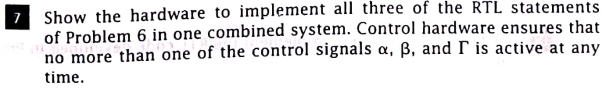 7 Show the hardware to implement all three of the RTL statements
of Problem 6 in one combined system. Control hardware ensures that
no more than one of the control signals α, β, and Γ is active at any
time.